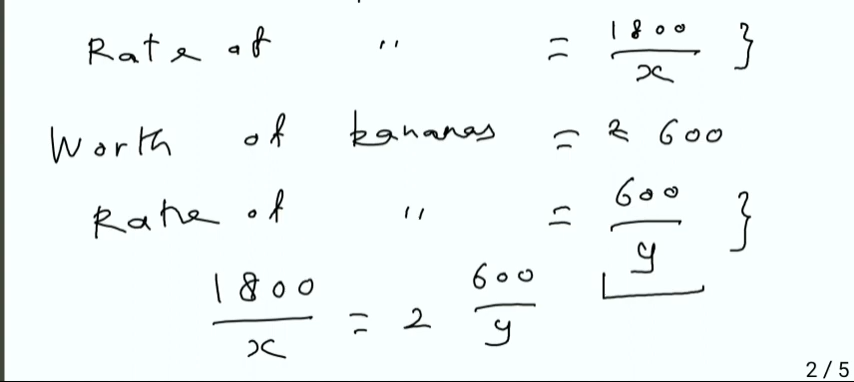 Rate of " = 1800/x }
Worth of bananas = ₹ 600
Rate of " = 600/y }
1800/x = 2 600/y
2/5